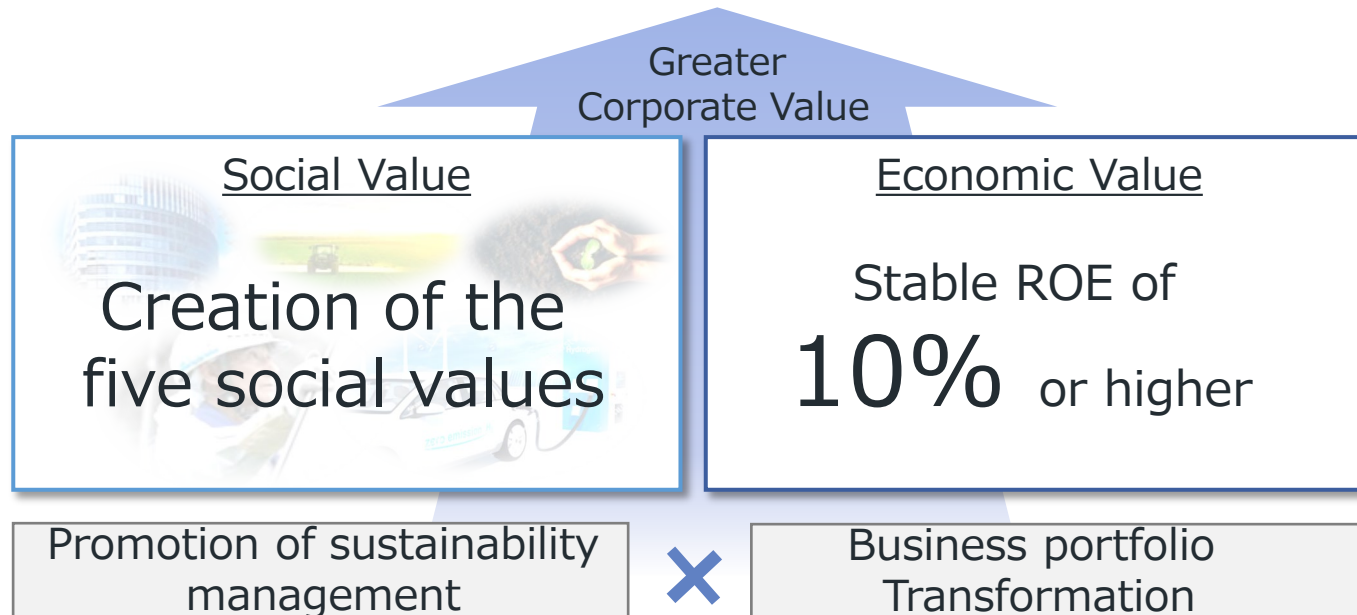 Greater
Corporate Value
Social Value
Creation of the
five social values
Economic Value
Stable ROE of
10% or higher
Promotion of sustainability
management
×
Business portfolio
Transformation